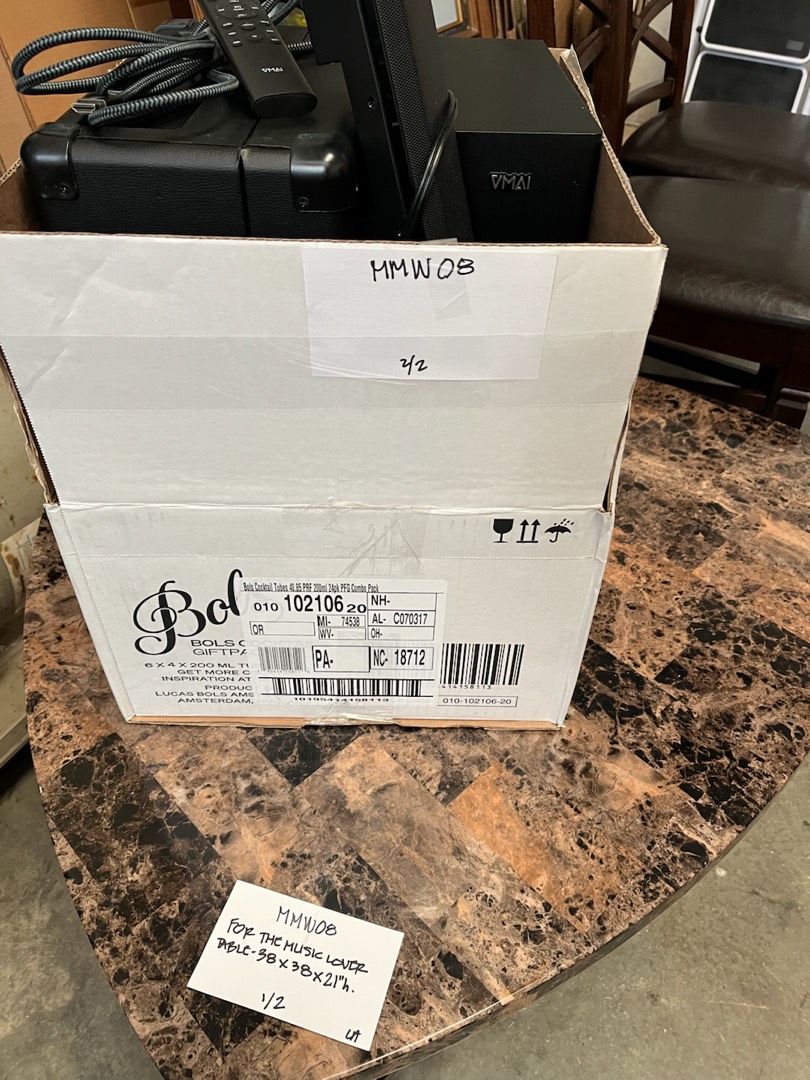 VMAI
VMAI
MMW08
2/2
Bol
BOLS C
GIFTPA
6 X 4 X 200 ML TU
GET MORE C
INSPIRATION AT
PRODUC
LUCAS BOLS AMS
AMSTERDAM,
Bols Cocktail Tubes 40.85 PRF 200ml 24pk PFG Combo Pack
010 102106 20
NH-
OR
MI- 74538
WV-
AL- C070317
OH-
PA-
NC- 18712
414158113
010-102106-20
MMW08
FOR THE MUSIC LOVER
TABLE-38 X 38 X 21"h.
1/2